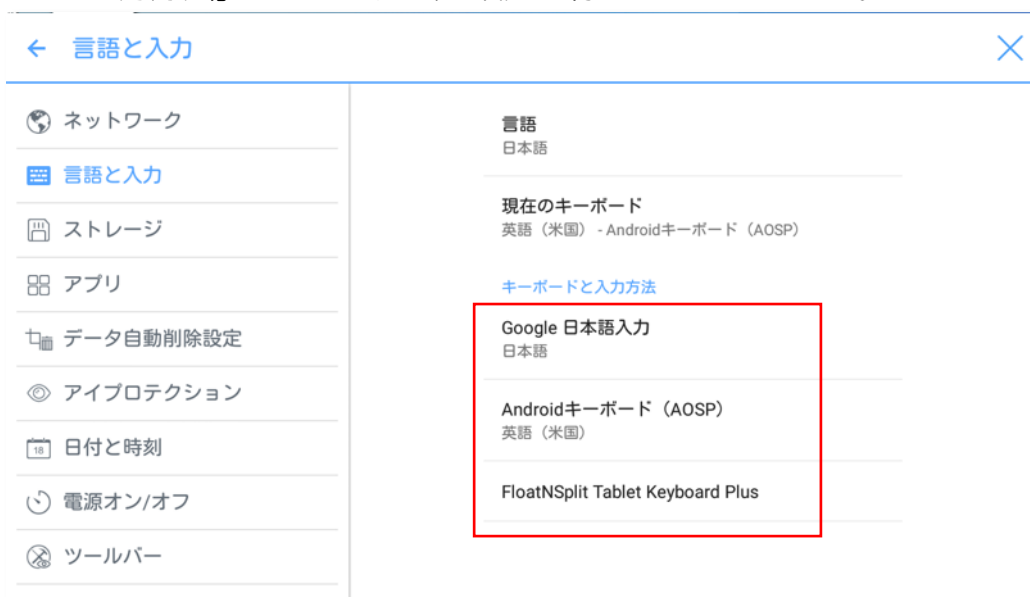 言語と入力
ネットワーク
言語と入力
ストレージ
アプリ
データ自動削除設定
アイプロテクション
18
日付と時刻
電源オン/オフ
ツールバー
言語
日本語
現在のキーボード
英語（米国） - Androidキーボード（AOSP）
キーボードと入力方法
Google 日本語入力
日本語
Androidキーボード（AOSP）
英語（米国）
FloatNSplit Tablet Keyboard Plus